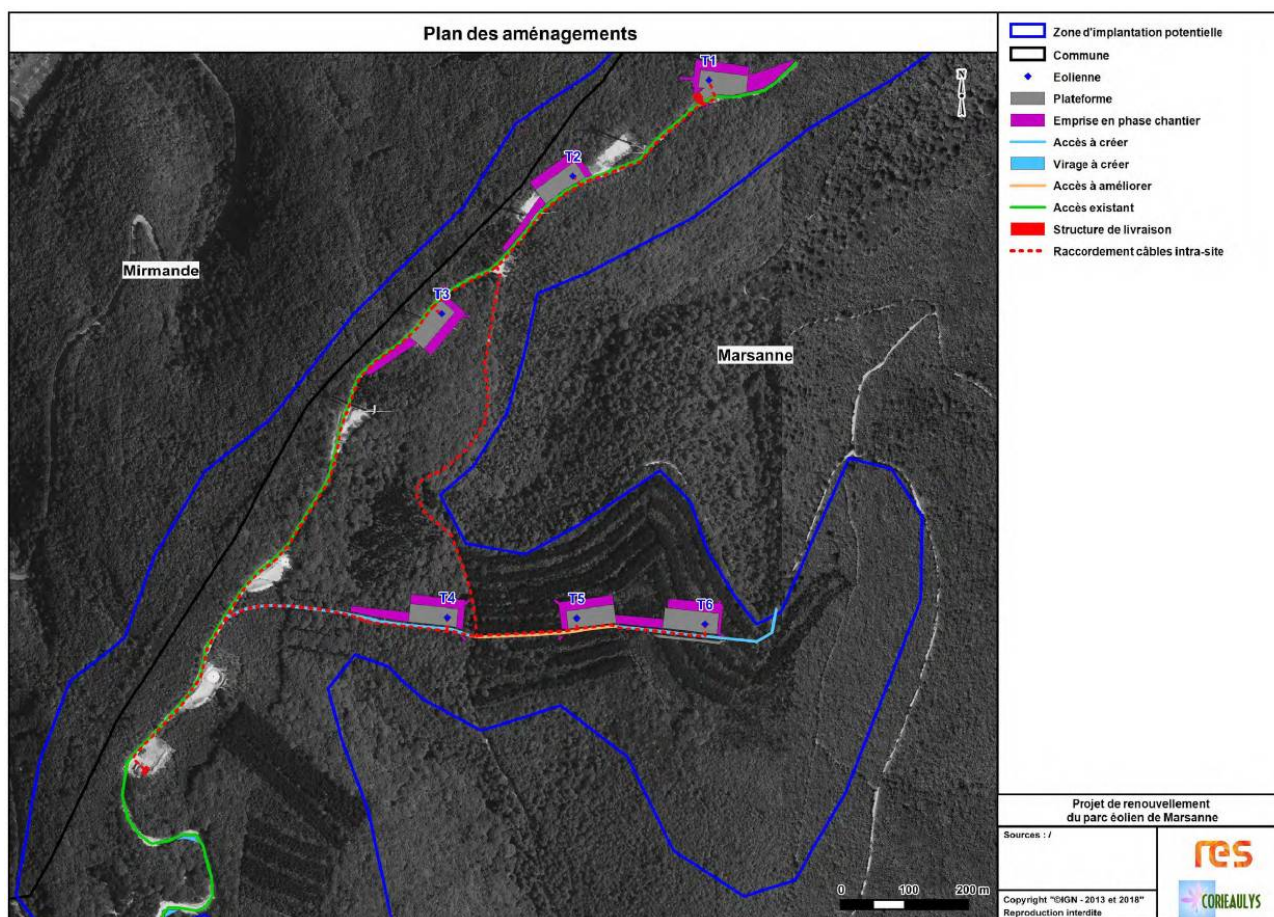 Plan des aménagements
Zone d'implantation potentielle
Commune
Eolienne
Plateforme
Emprise en phase chantier
Accès à créer
Virage à créer
Accès à améliorer
Accès existant
Structure de livraison
Raccordement câbles intra-site
N
T1
T2
T3
Mirmande
Marsanne
T4
T5
T6
0 100 200 m
Projet de renouvellement
du parc éolien de Marsanne
Sources : /
res
CORIEAULYS
Copyright "©IGN - 2013 et 2018"
Reproduction interdite